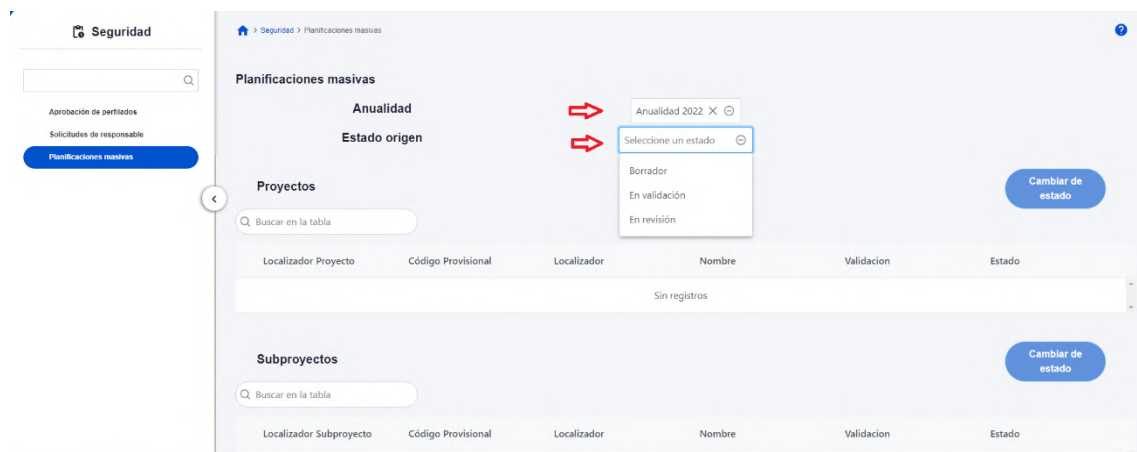 Seguridad
> Seguridad > Planificaciones masivas
?
Planificaciones masivas
Anualidad
Anualidad 2022
Aprobación de perfilados
Solicitudes de responsable
Planificaciones masivas
Estado origen
Seleccione un estado
Borrador
En validación
En revisión
Proyectos
Cambiar de
estado
Buscar en la tabla
Localizador Proyecto Código Provisional Localizador Nombre Validacion Estado
Sin registros
Subproyectos
Cambiar de
estado
Buscar en la tabla
Localizador Subproyecto Código Provisional Localizador Nombre Validacion Estado